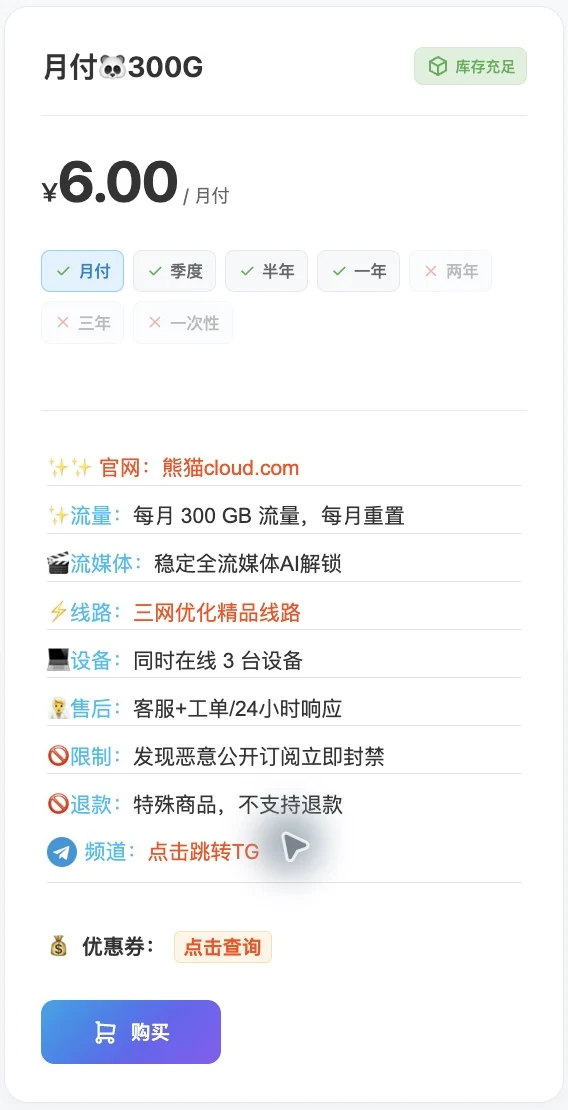 月付🐼300G
库存充足
¥6.00 / 月付
✓ 月付 ✓ 季度 ✓ 半年 ✓ 一年 × 两年
× 三年 × 一次性
✨✨ 官网：熊猫cloud.com
✨流量：每月 300 GB 流量，每月重置
🎬流媒体：稳定全流媒体AI解锁
⚡线路：三网优化精品线路
💻设备：同时在线 3 台设备
🧑‍💼售后：客服+工单/24小时响应
🚫限制：发现恶意公开订阅立即封禁
🚫退款：特殊商品，不支持退款
频道：点击跳转TG
💰 优惠券： 点击查询
购买